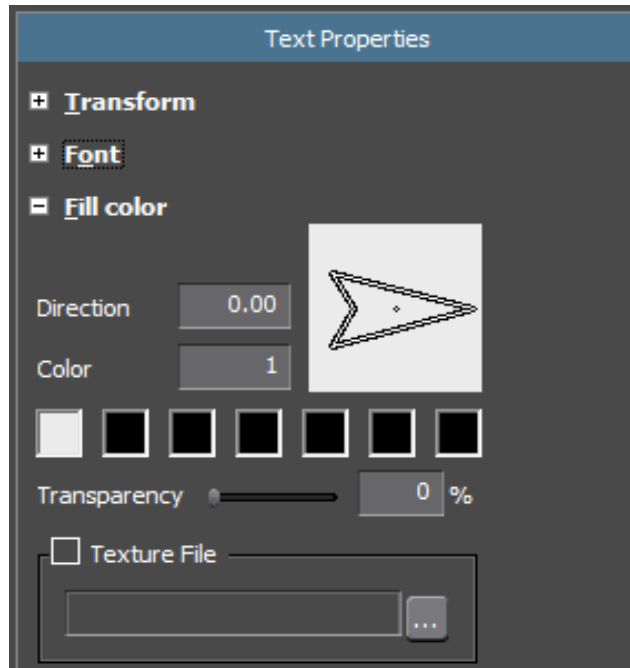 Text Properties
Transform
Font
Fill color
Direction 0.00
Color 1
Transparency 0 %
Texture File
...